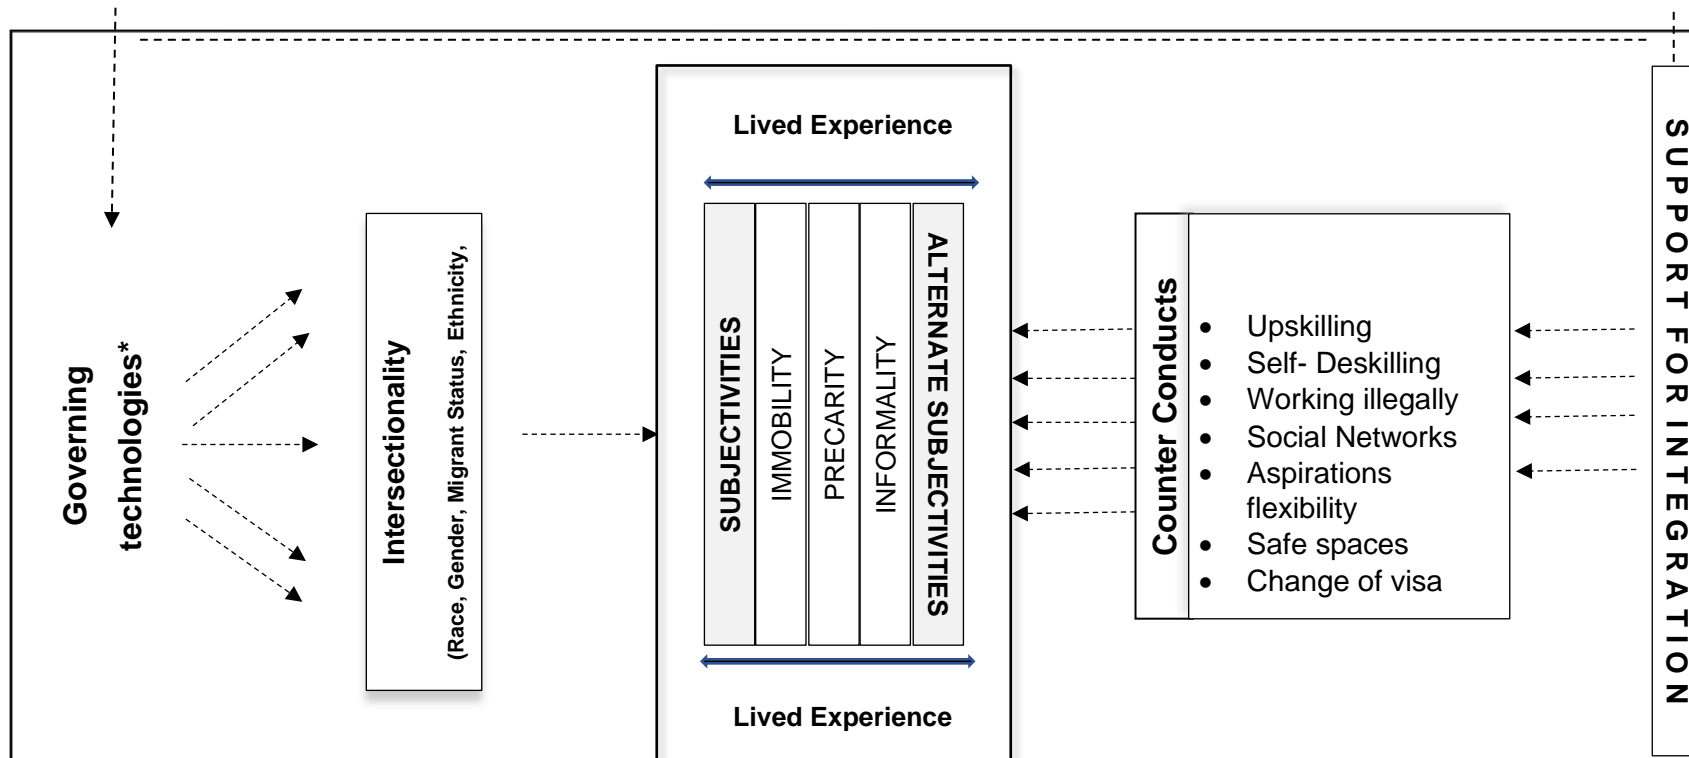 Governing
technologies*
Intersectionality
(Race, Gender, Migrant Status, Ethnicity,
Lived Experience
SUBJECTIVITIES
IMMOBILITY
PRECARITY
INFORMALITY
ALTERNATE SUBJECTIVITIES
Lived Experience
Counter Conducts
• Upskilling
• Self- Deskilling
• Working illegally
• Social Networks
• Aspirations
flexibility
• Safe spaces
• Change of visa
SUPPORT FOR INTEGRATION